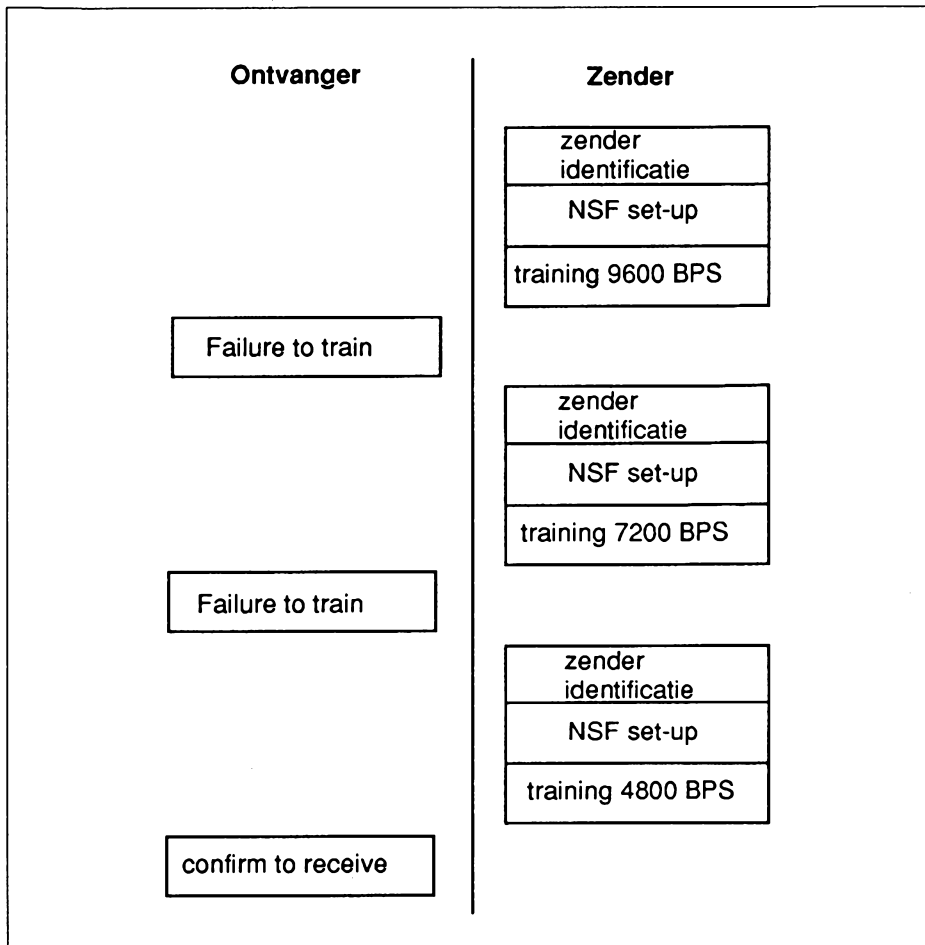 Ontvanger
Zender
zender
identificatie
NSF set-up
training 9600 BPS
Failure to train
zender
identificatie
NSF set-up
training 7200 BPS
Failure to train
zender
identificatie
NSF set-up
training 4800 BPS
confirm to receive